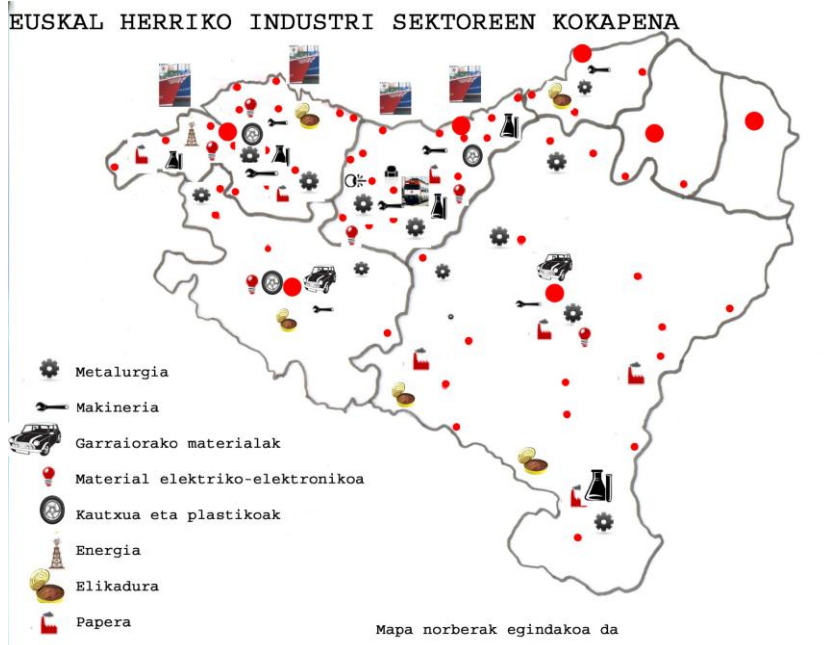 EUSKAL HERRIKO INDUSTRI SEKTOREEN KOKAPENA
Metalurgia
Makineria
Garraiorako materialak
Material elektriko-elektronikoa
Kautxua eta plastikoak
Energia
Elikadura
Papera
Mapa norberak egindakoa da